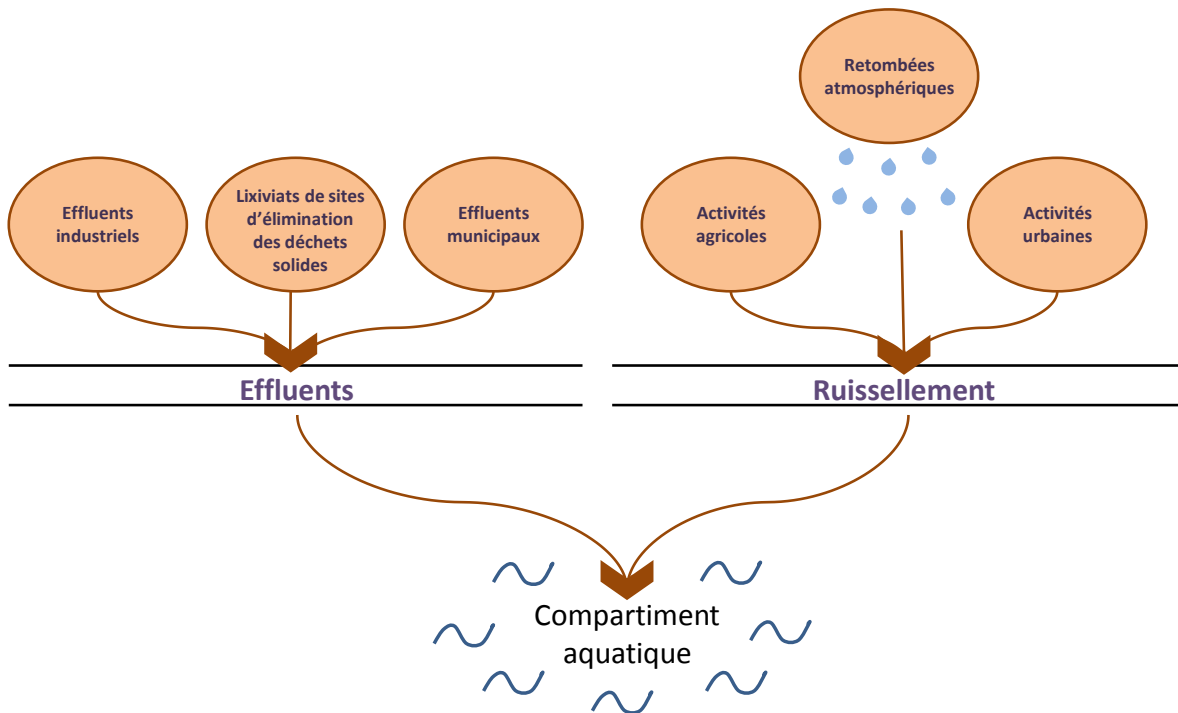 Retombées
atmosphériques
Effluents
industriels
Lixiviats de sites
d’élimination
des déchets
solides
Effluents
municipaux
Activités
agricoles
Activités
urbaines
Effluents
Ruissellement
Compartiment
aquatique